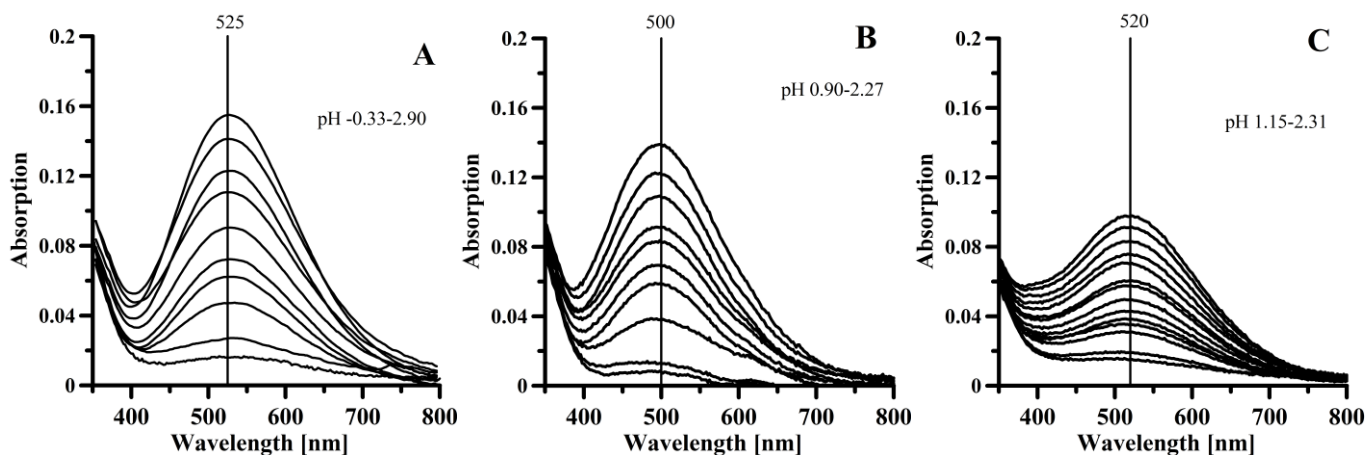 525
A
pH -0.33-2.90
0.2
0.16
0.12
0.08
0.04
0
Absorption
400 500 600 700 800
Wavelength [nm]
500
B
pH 0.90-2.27
0.2
0.16
0.12
0.08
0.04
0
Absorption
400 500 600 700 800
Wavelength [nm]
520
C
pH 1.15-2.31
0.2
0.16
0.12
0.08
0.04
0
Absorption
400 500 600 700 800
Wavelength [nm]